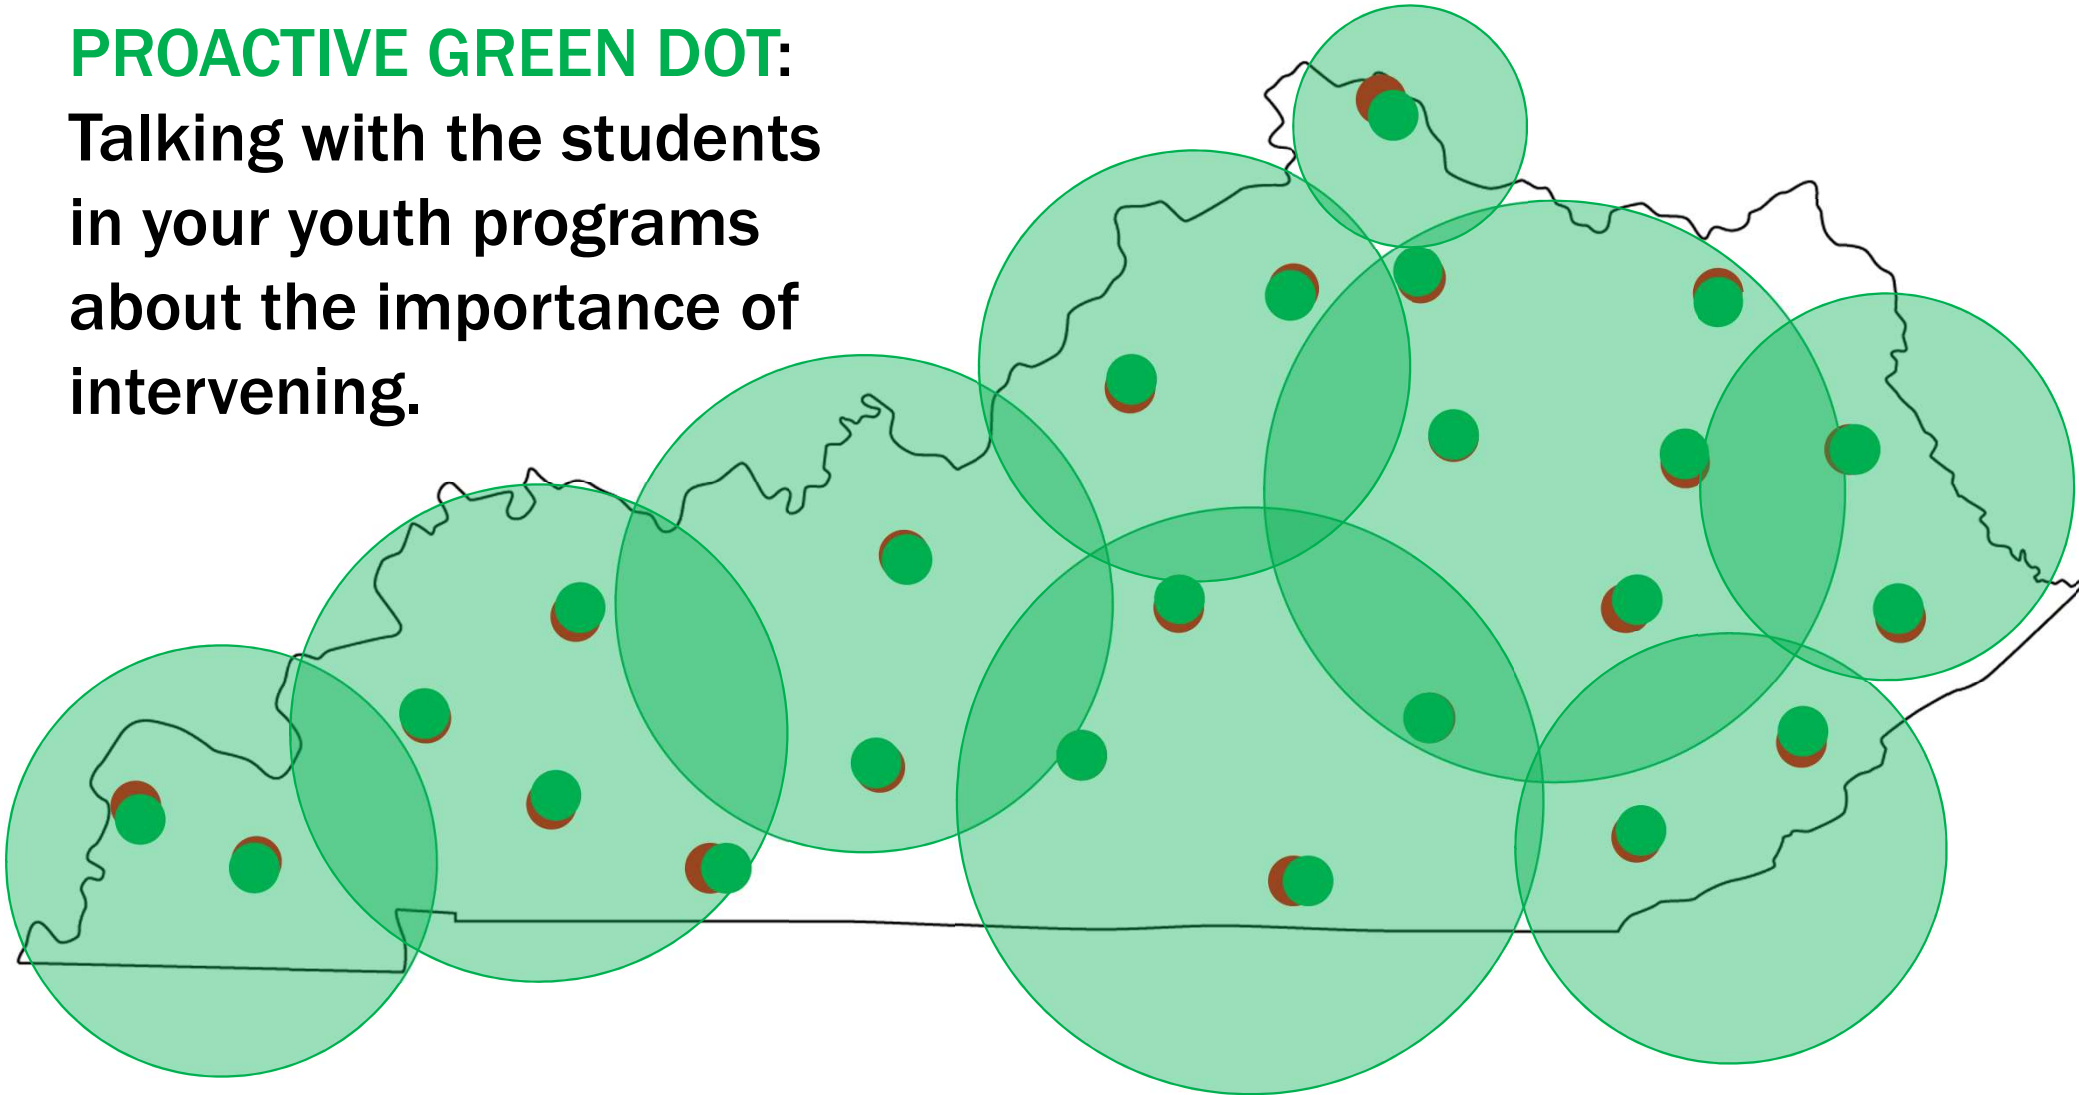 PROACTIVE GREEN DOT:
Talking with the students
in your youth programs
about the importance of
intervening.